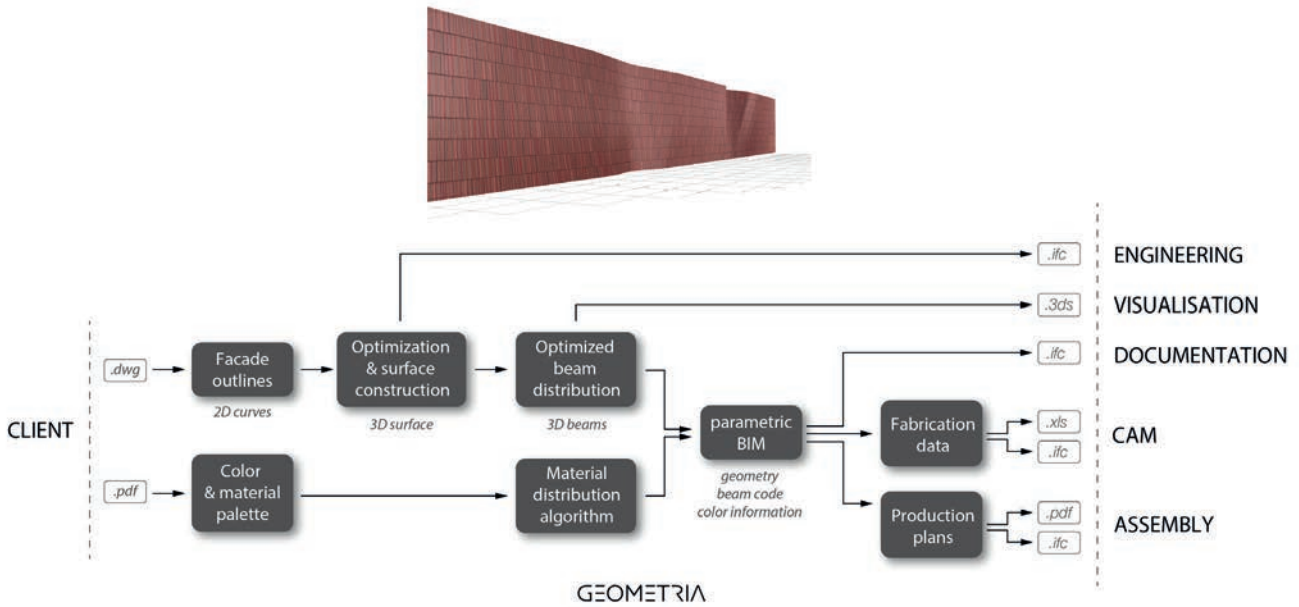 .ifc
ENGINEERING
.3ds
VISUALISATION
.ifc
DOCUMENTATION
CLIENT
.dwg
Facade
outlines
2D curves
Optimization
& surface
construction
3D surface
Optimized
beam
distribution
3D beams
.pdf
Color
& material
palette
Material
distribution
algorithm
parametric
BIM
geometry
beam code
color information
Fabrication
data
.xls
.ifc
CAM
Production
plans
.pdf
.ifc
ASSEMBLY
GEOMETRIA